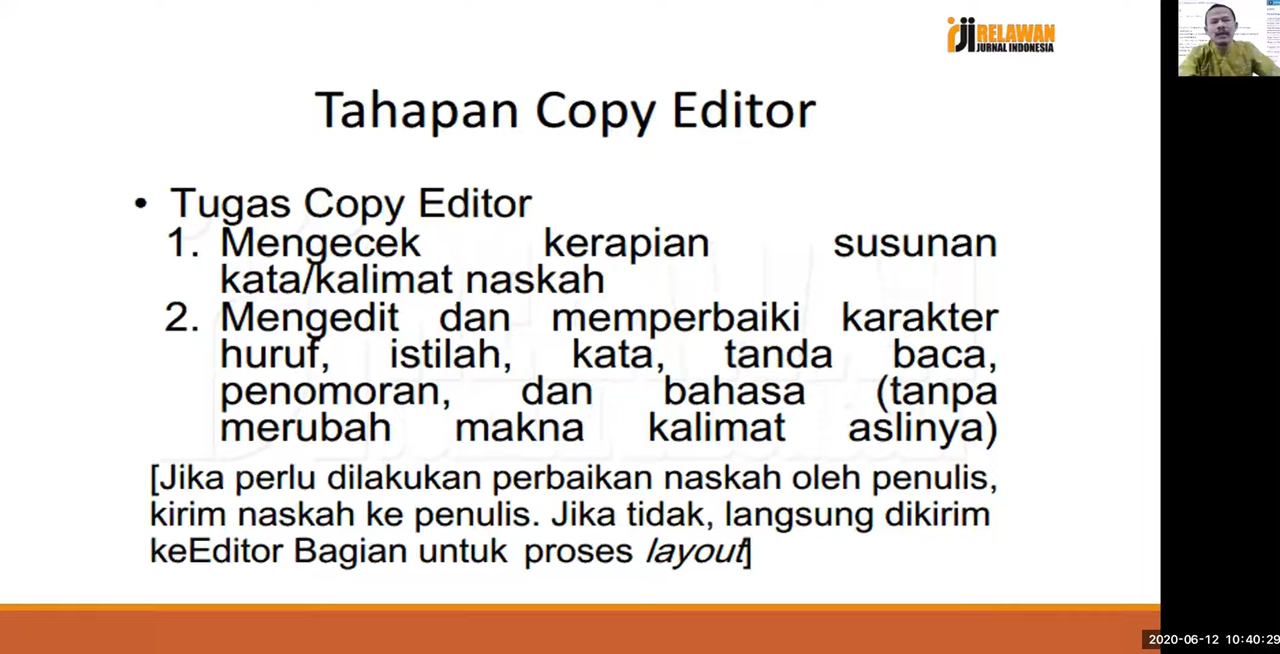 RELAWAN
JURNAL INDONESIA
Tahapan Copy Editor
• Tugas Copy Editor
1. Mengecek kerapian susunan
kata/kalimat naskah
2. Mengedit dan memperbaiki karakter
huruf, istilah, kata, tanda baca,
penomoran, dan bahasa (tanpa
merubah makna kalimat aslinya)
[Jika perlu dilakukan perbaikan naskah oleh penulis,
kirim naskah ke penulis. Jika tidak, langsung dikirim
keEditor Bagian untuk proses layout]
2020-06-12 10:40:29